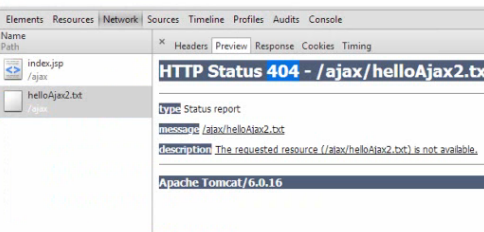 Elements Resources Network Sources Timeline Profiles Audits Console
Name
Path
× Headers Preview Response Cookies Timing
index.jsp
/ajax
helloAjax2.txt
/ajax
HTTP Status 404 - /ajax/helloAjax2.tx
type Status report
message /ajax/helloAjax2.txt
description The requested resource (/ajax/helloAjax2.txt) is not available.
Apache Tomcat/6.0.16